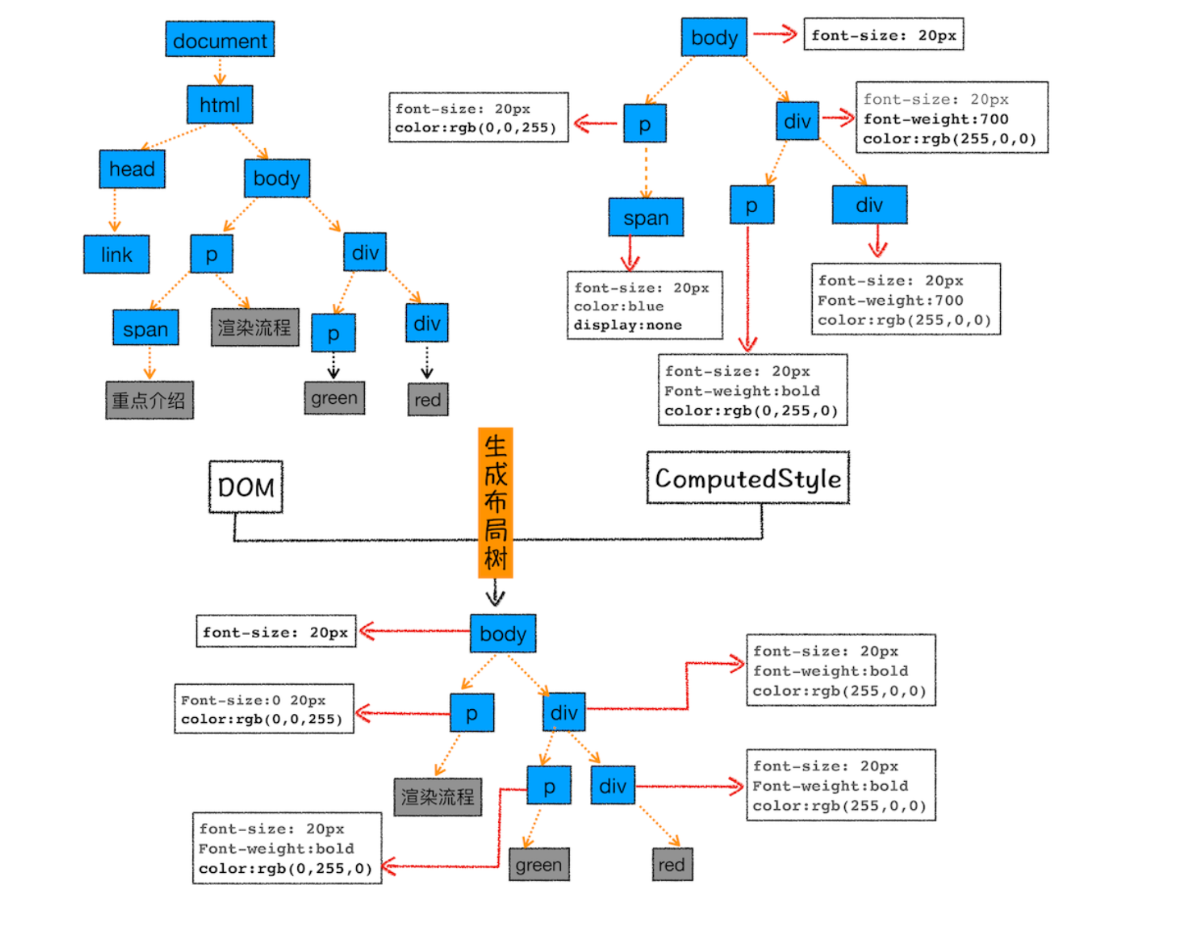 document
html
head
body
link
p
div
span
渲染流程
p
div
重点介绍
green
red
body
font-size: 20px
font-size: 20px
color:rgb(0,0,255)
p
div
font-size: 20px
font-weight:700
color:rgb(255,0,0)
span
p
div
font-size: 20px
color:blue
display:none
font-size: 20px
Font-weight:700
color:rgb(255,0,0)
font-size: 20px
Font-weight:bold
color:rgb(0,255,0)
DOM
生成布局树
ComputedStyle
font-size: 20px
body
font-size: 20px
font-weight:bold
color:rgb(255,0,0)
Font-size:0 20px
color:rgb(0,0,255)
p
div
渲染流程
p
div
font-size: 20px
Font-weight:bold
color:rgb(255,0,0)
font-size: 20px
Font-weight:bold
color:rgb(0,255,0)
green
red